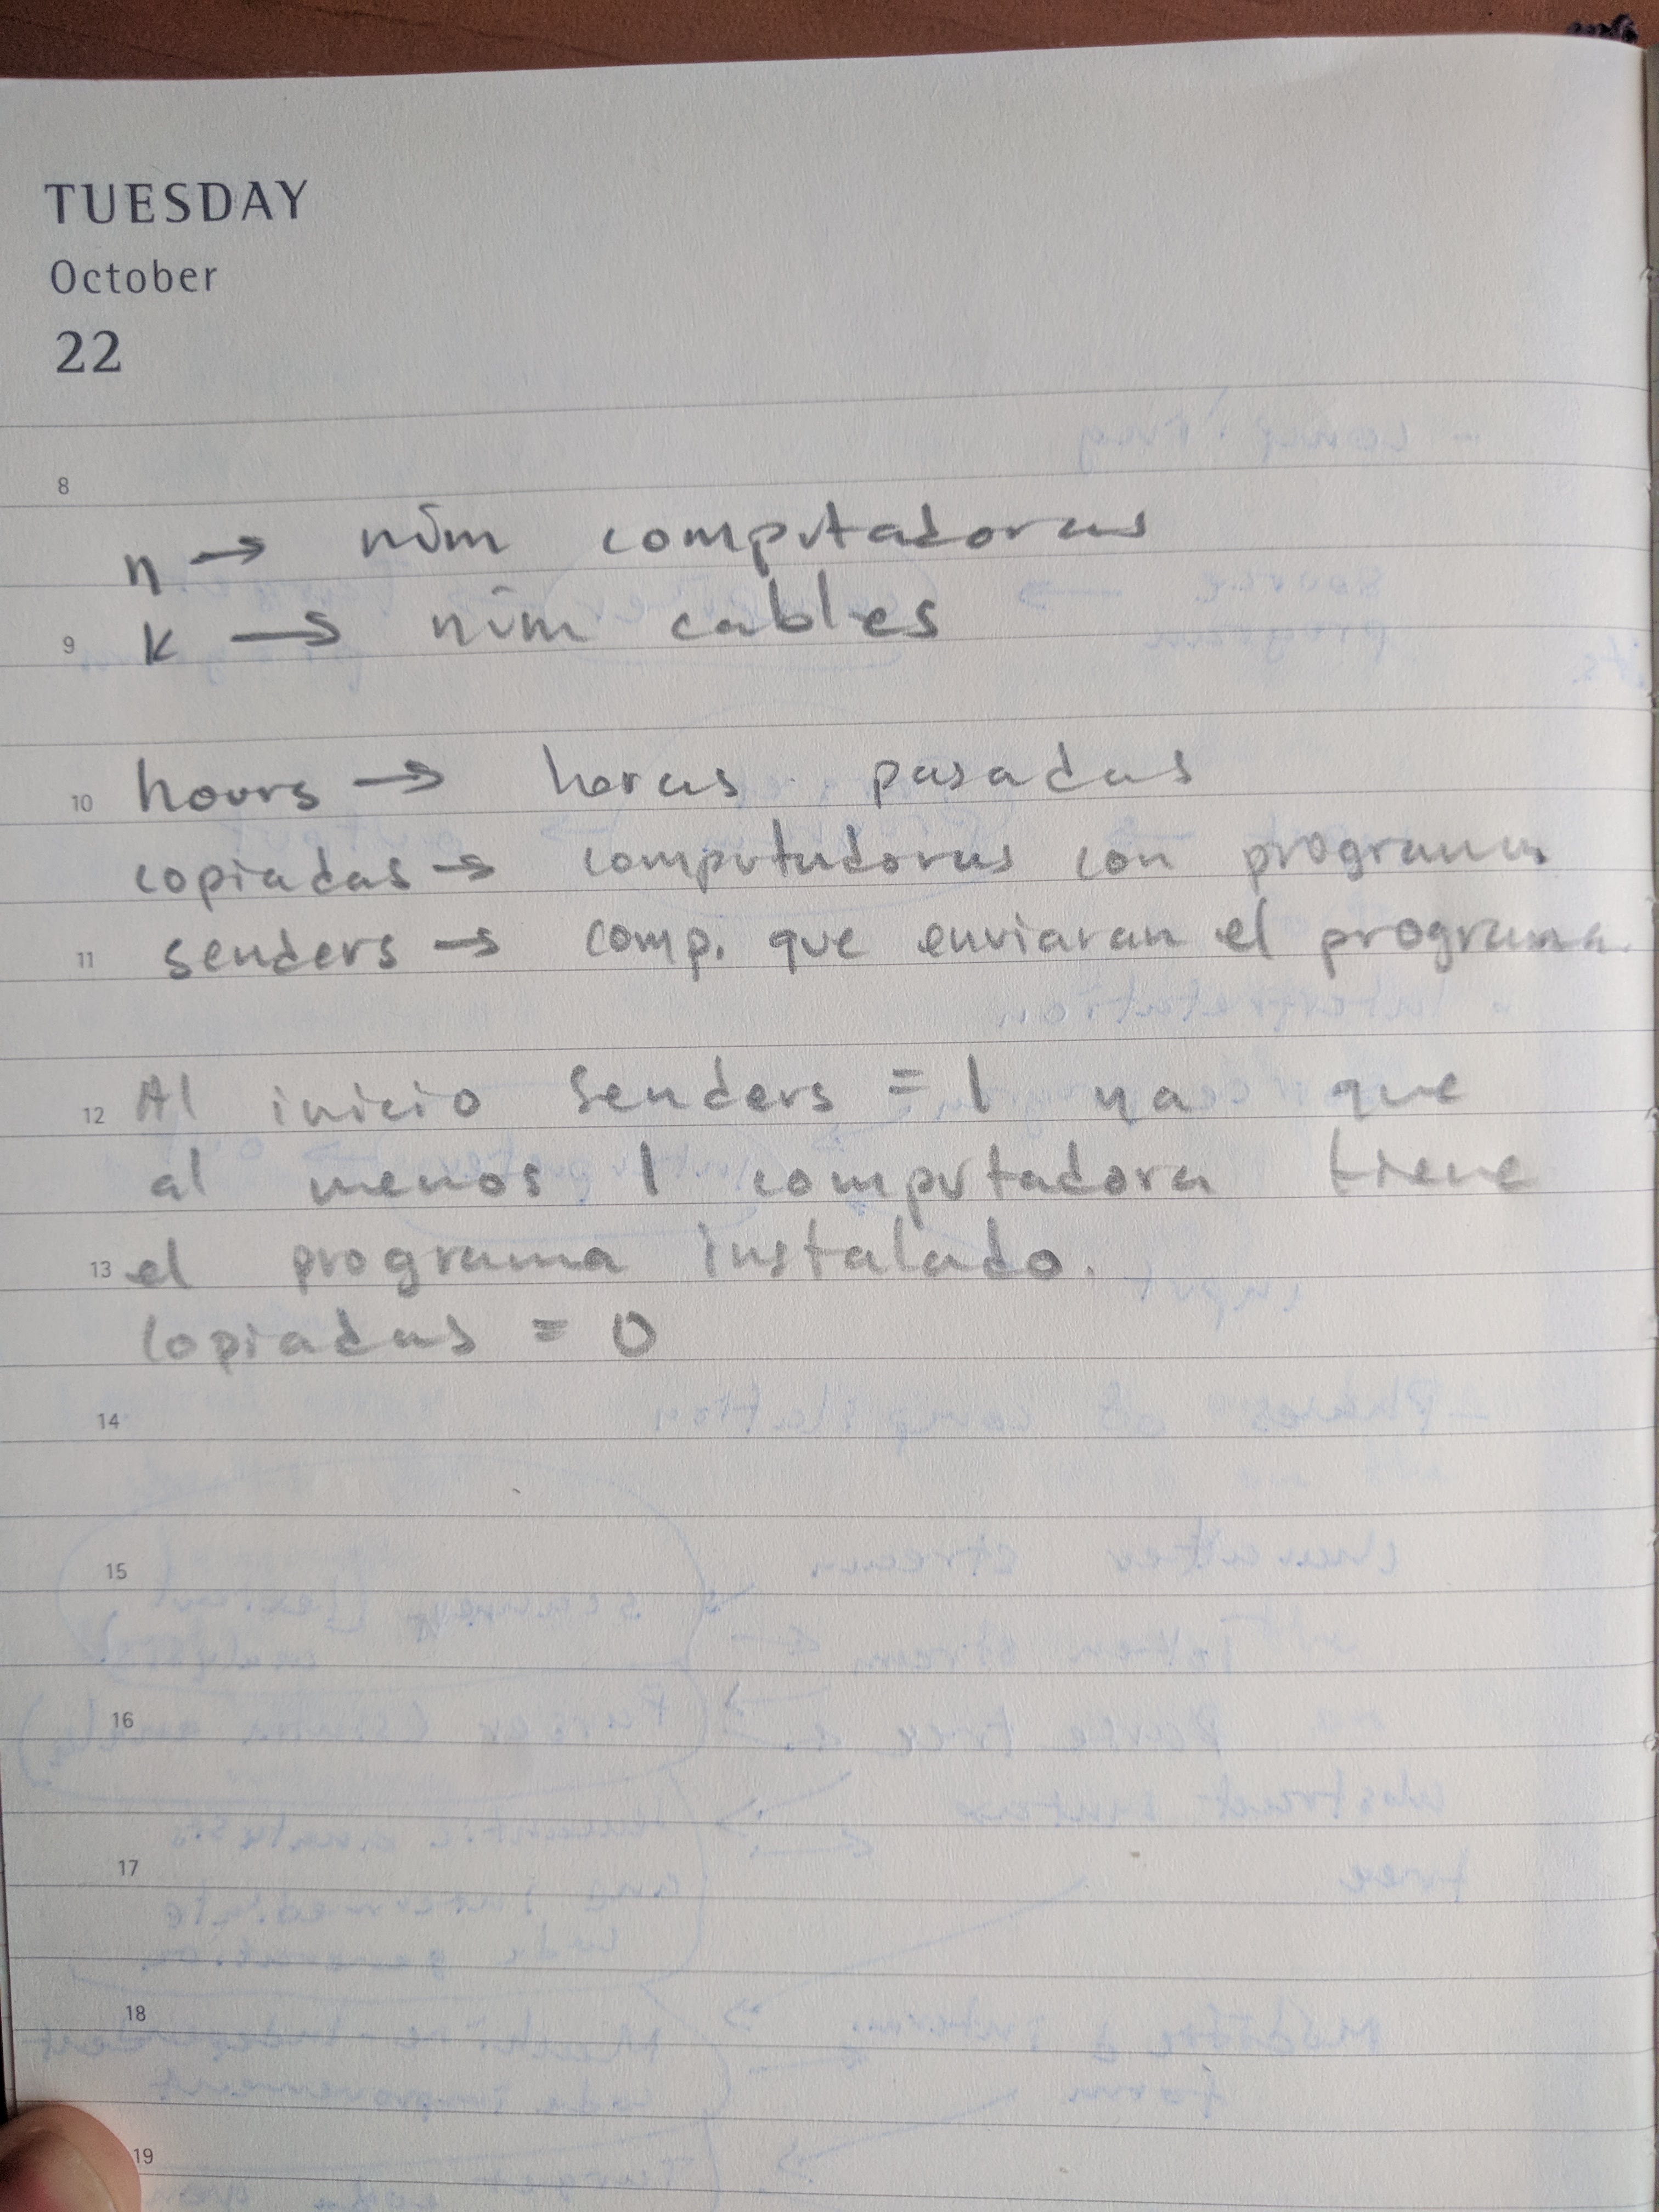 TUESDAY
October
22
8
n → núm computadoras
9 k → núm cables
10 hours → horas pasadas
copiadas → computadoras con programa
11 senders → comp. que enviaran el programa.
12 Al inicio senders = 1 ya que
al menos 1 computadora tiene
13 el programa instalado.
copiadas = 0
14
15
16
17
18
19